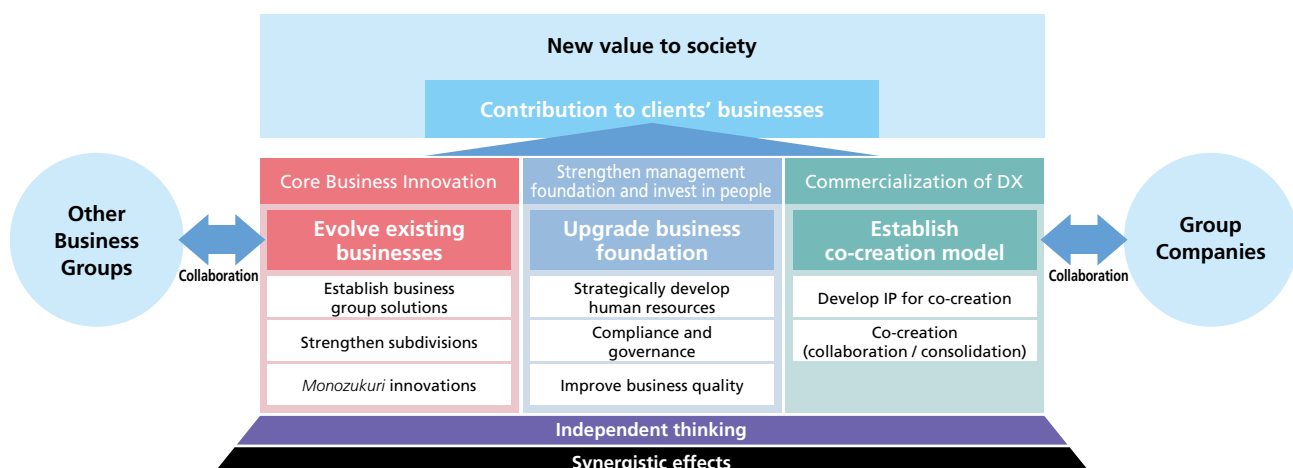 New value to society
Contribution to clients' businesses
Other
Business
Groups
Collaboration
Core Business Innovation
Evolve existing
businesses
Establish business
group solutions
Strengthen subdivisions
Monozukuri innovations
Strengthen management
foundation and invest in people
Upgrade business
foundation
Strategically develop
human resources
Compliance and
governance
Improve business quality
Commercialization of DX
Establish
co-creation model
Develop IP for co-creation
Co-creation
(collaboration / consolidation)
Collaboration
Group
Companies
Independent thinking
Synergistic effects